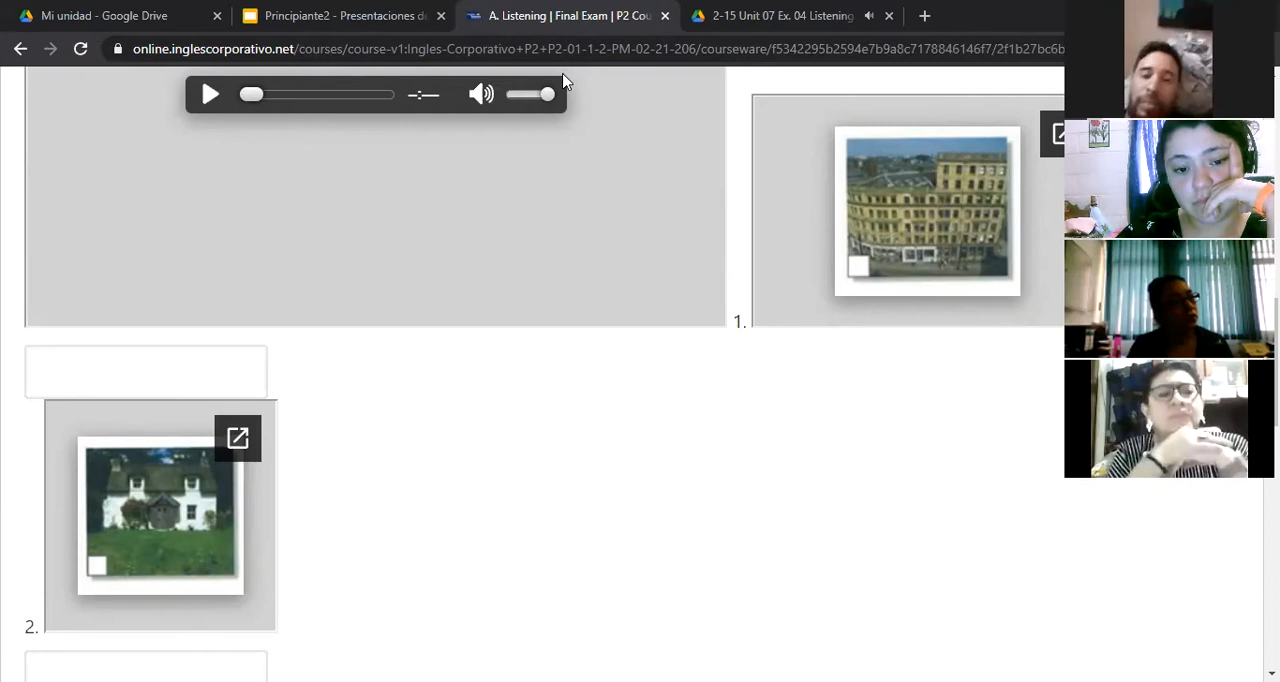 Mi unidad - Google Drive
Principiante2 - Presentaciones de
A. Listening | Final Exam | P2 Cou
2-15 Unit 07 Ex. 04 Listening
online.inglescorporativo.net/courses/course-v1:Ingles-Corporativo+P2+P2-01-1-2-PM-02-21-206/courseware/f5342295b2594e7b9a8c7178846146f7/2f1b27bc6b
-:--
1.
2.